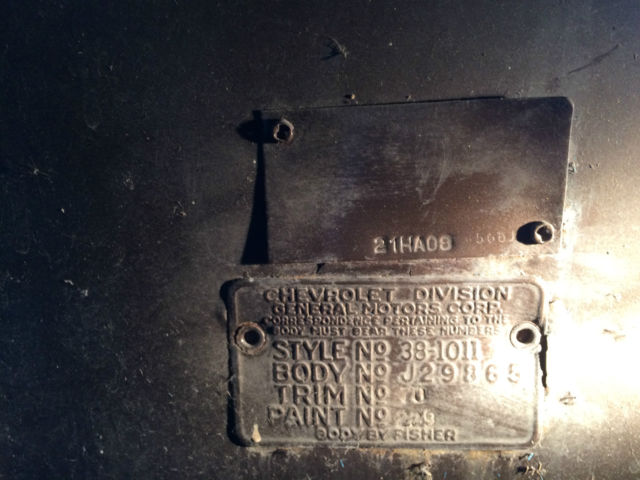 21HA08 5681
CHEVROLET DIVISION
GENERAL MOTORS CORP.
CORRESPONDENCE PERTAINING TO THE
BODY MUST BEAR THESE NUMBERS
STYLE Nº 38-1011
BODY Nº J29865
TRIM Nº
PAINT Nº
BODY BY FISHER